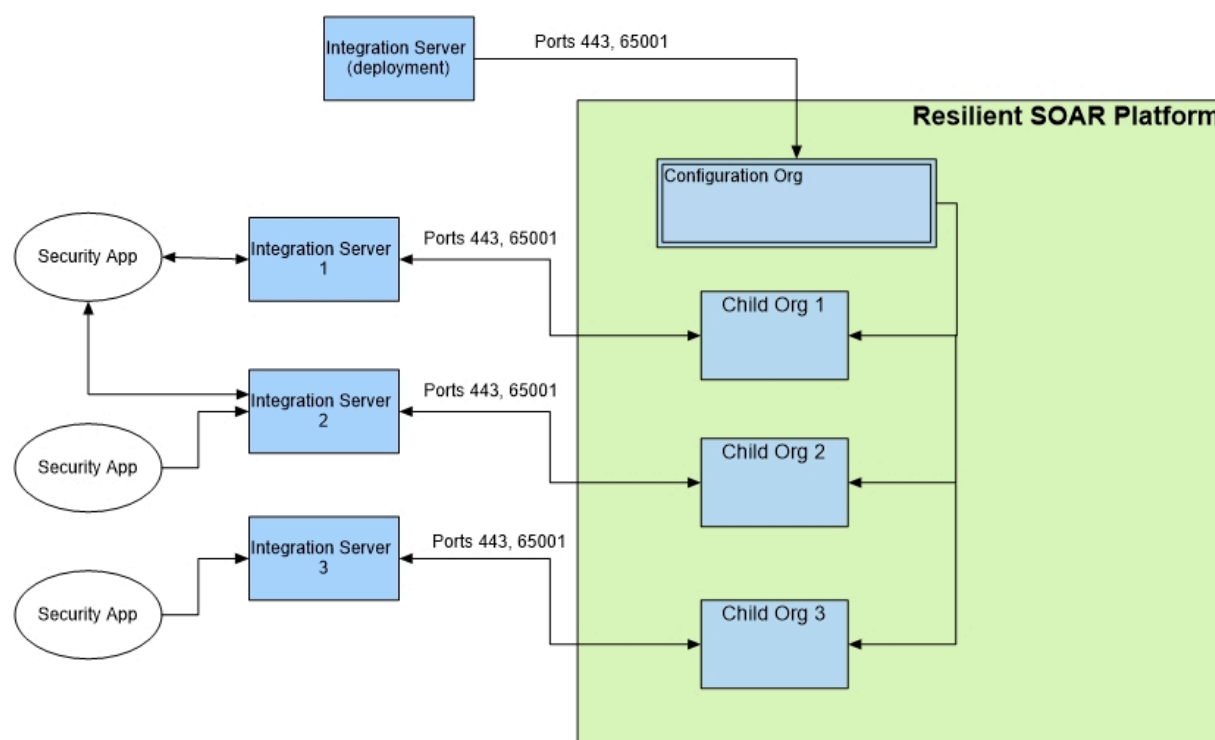 Integration Server
(deployment)
Ports 443, 65001
Resilient SOAR Platform
Configuration Org
Security App
Integration Server
1
Ports 443, 65001
Child Org 1
Integration Server
2
Ports 443, 65001
Child Org 2
Security App
Integration Server
3
Ports 443, 65001
Child Org 3
Security App